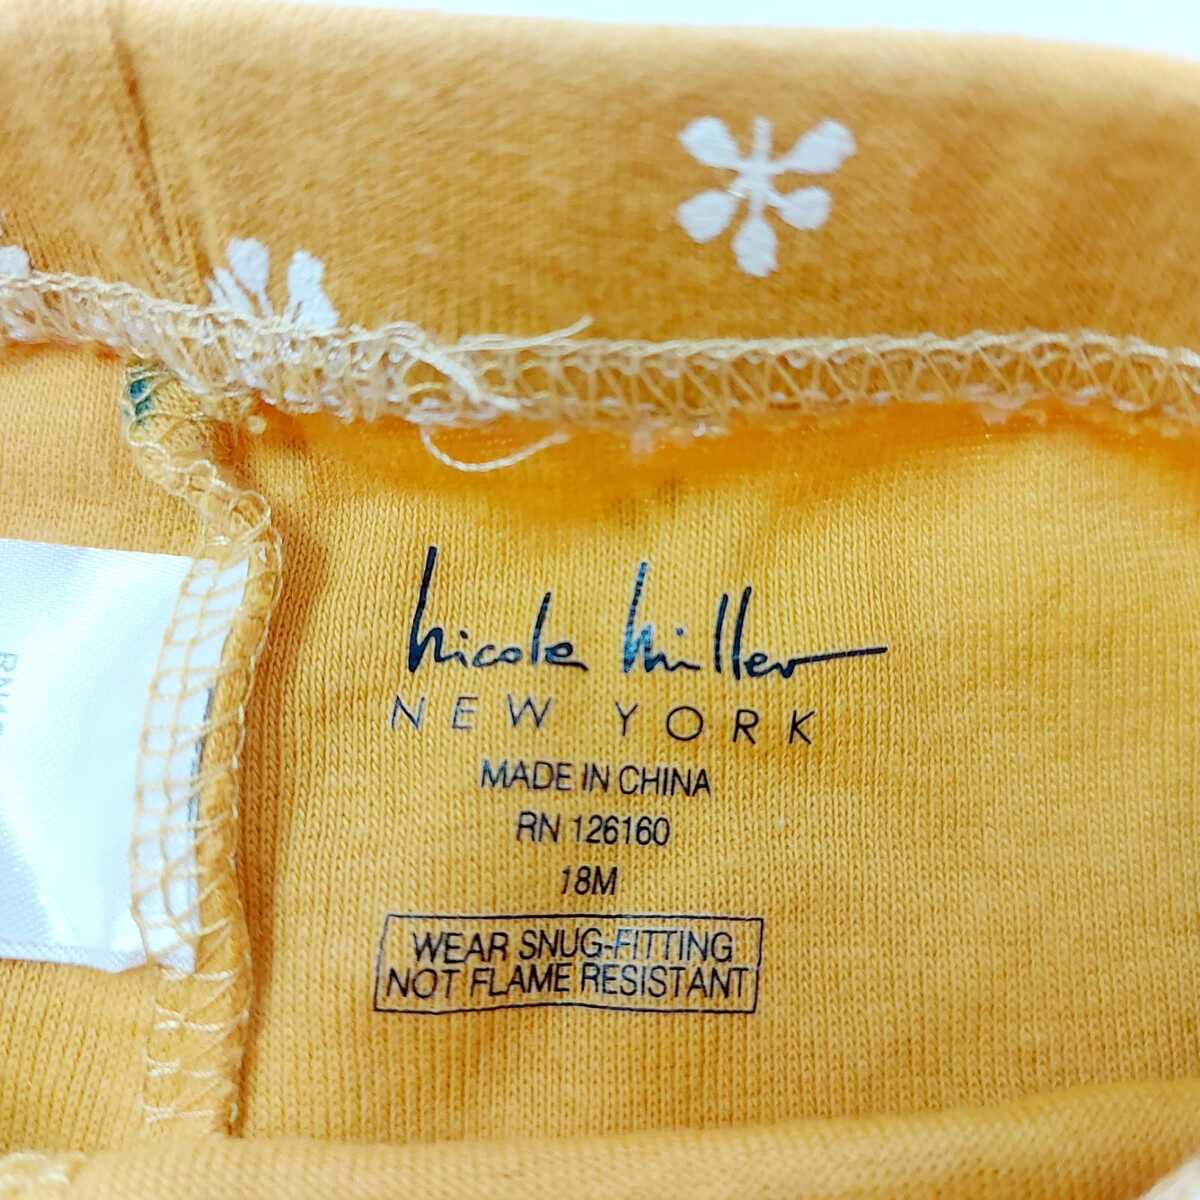 Nicole Miller
NEW YORK
MADE IN CHINA
RN 126160
18M
WEAR SNUG-FITTING
NOT FLAME RESISTANT